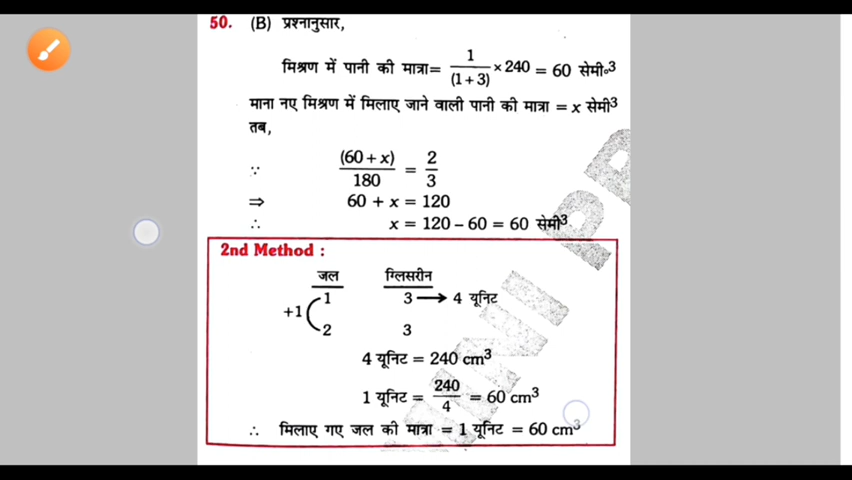 50. (B) प्रश्नानुसार,
मिश्रण में पानी की मात्रा= 1/(1+3) × 240 = 60 सेमी०3
माना नए मिश्रण में मिलाए जाने वाली पानी की मात्रा = x सेमी³
तब,
∵ (60 + x)/180 = 2/3
⇒ 60 + x = 120
∴ x = 120 – 60 = 60 सेमी³
2nd Method :
जल ग्लिसरीन
+1 1 3 → 4 यूनिट
2 3
4 यूनिट = 240 cm³
1 यूनिट = 240/4 = 60 cm³
∴ मिलाए गए जल की मात्रा = 1 यूनिट = 60 cm³